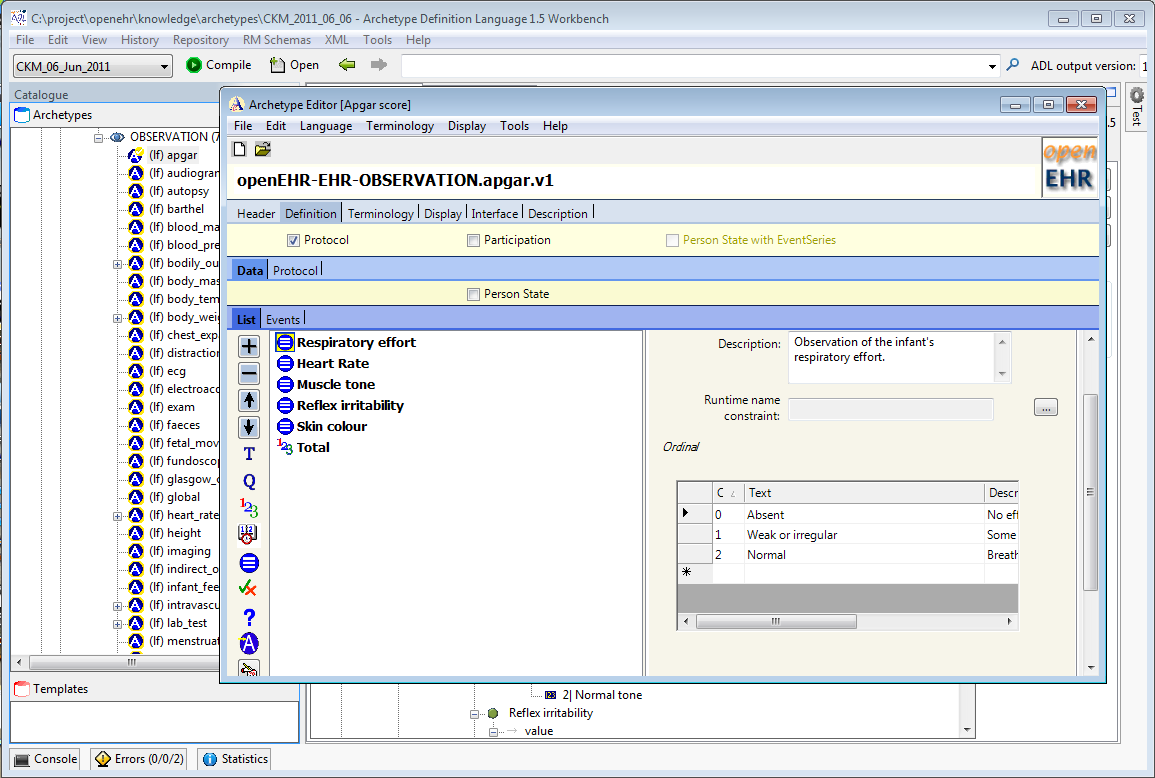 C:\project\openehr\knowledge\archetypes\CKM_2011_06_06 - Archetype Definition Language 1.5 Workbench
File Edit View History Repository RM Schemas XML Tools Help
CKM_06_Jun_2011 Compile Open ADL output version: 1
Catalogue
Archetypes
OBSERVATION (7
(lf) apgar
(lf) audiogran
(lf) autopsy
(lf) barthel
(lf) blood_ma
(lf) blood_pre
(lf) bodily_ou
(lf) body_mas
(lf) body_tem
(lf) body_weig
(lf) chest_exp
(lf) distraction
(lf) ecg
(lf) electroaco
(lf) exam
(lf) faeces
(lf) fetal_mov
(lf) fundoscop
(lf) glasgow_c
(lf) global
(lf) heart_rate
(lf) height
(lf) imaging
(lf) indirect_o
(lf) infant_fee
(lf) intravascu
(lf) lab_test
(lf) menstruat
Templates
Console Errors (0/0/2) Statistics
Test
.5
Archetype Editor [Apgar score]
File Edit Language Terminology Display Tools Help
open
EHR
openEHR-EHR-OBSERVATION.apgar.v1
Header Definition Terminology Display Interface Description
Protocol Participation Person State with EventSeries
Data Protocol
Person State
List Events
Respiratory effort
Heart Rate
Muscle tone
Reflex irritability
Skin colour
Total
T
Q
?
Description: Observation of the infant's
respiratory effort.
Runtime name
constraint: ...
Ordinal
C Text Descr
0 Absent No eff
1 Weak or irregular Some
2 Normal Breath
2| Normal tone
Reflex irritability
value